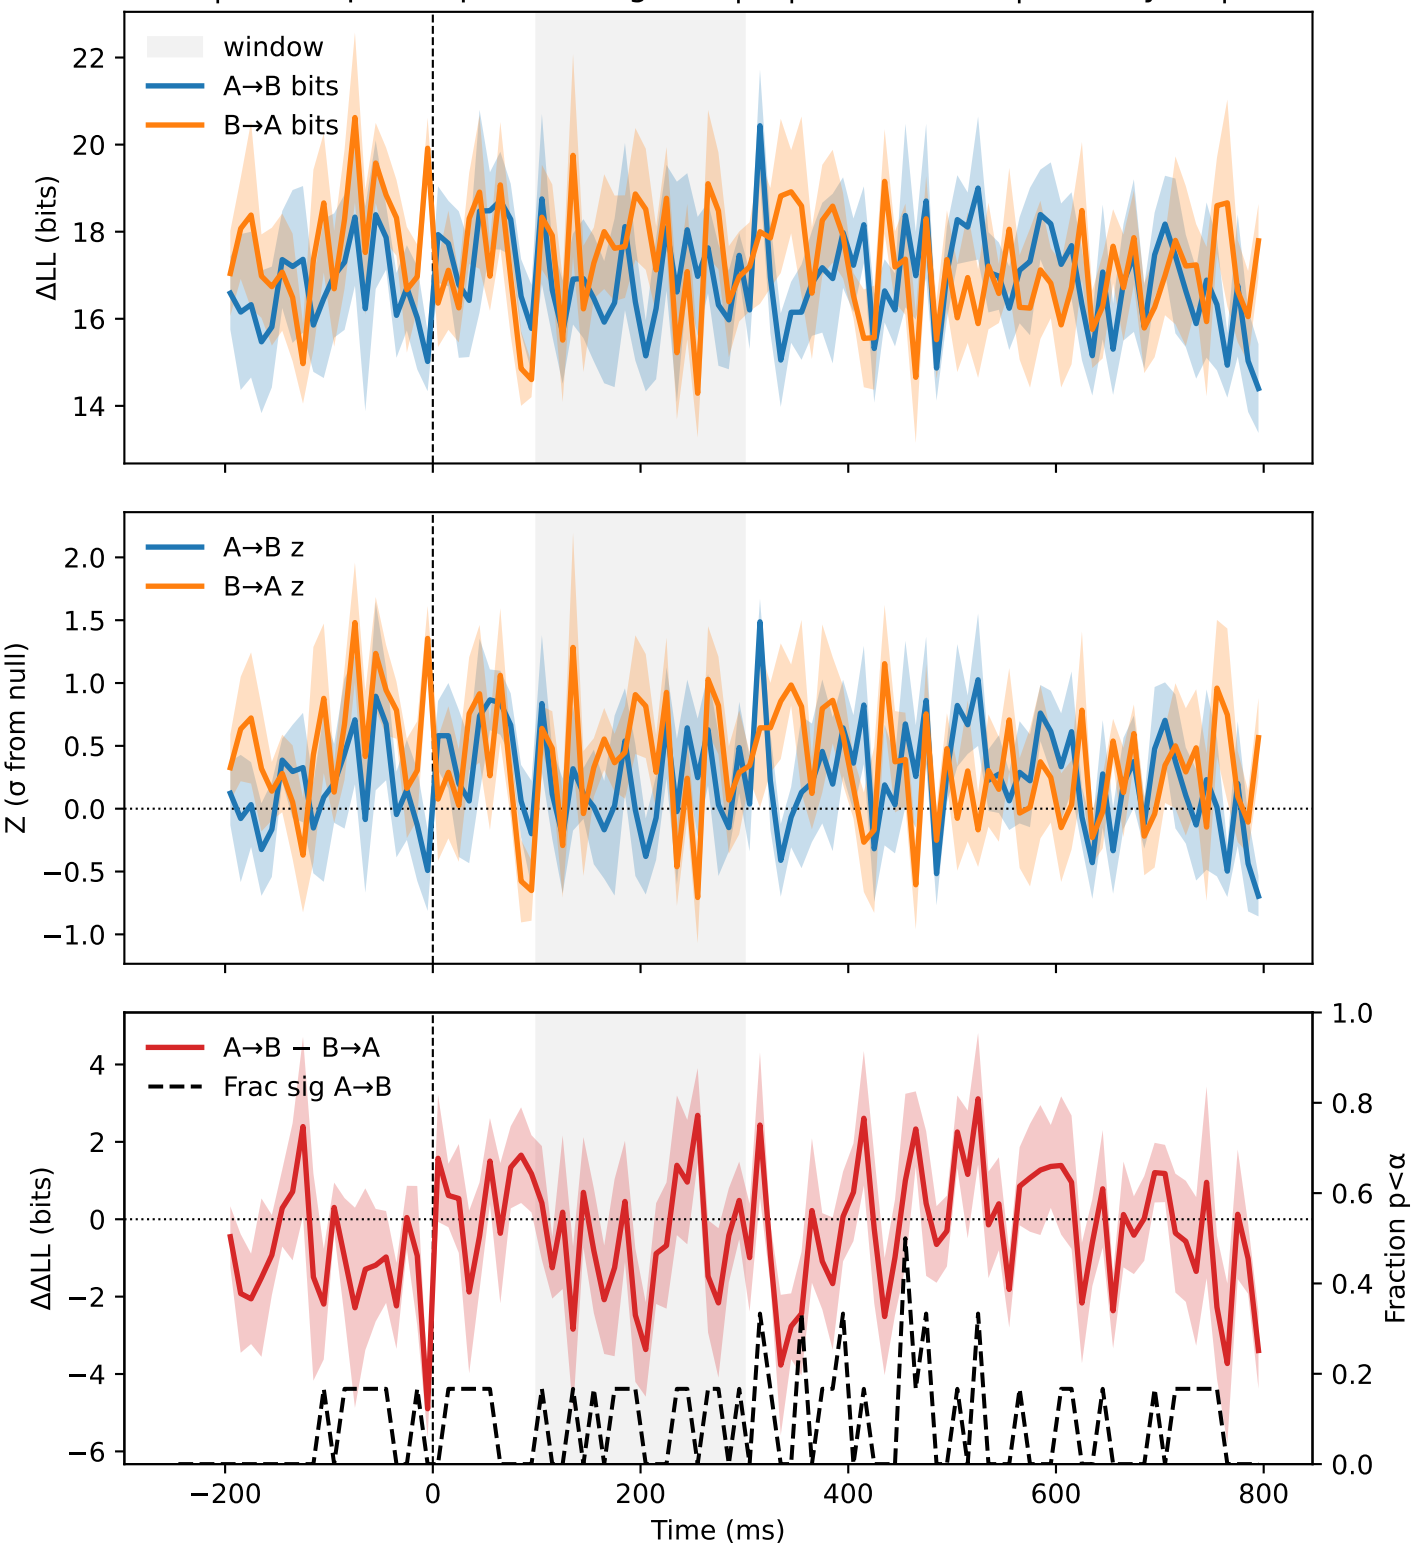 window
A→B bits
B→A bits
22
20
18
16
14
ΔLL (bits)
A→B z
B→A z
2.0
1.5
1.0
0.5
0.0
−0.5
−1.0
Z (σ from null)
A→B − B→A
Frac sig A→B
4
2
0
−2
−4
−6
ΔΔLL (bits)
1.0
0.8
0.6
0.4
0.2
0.0
Fraction p<α
−200 0 200 400 600 800
Time (ms)